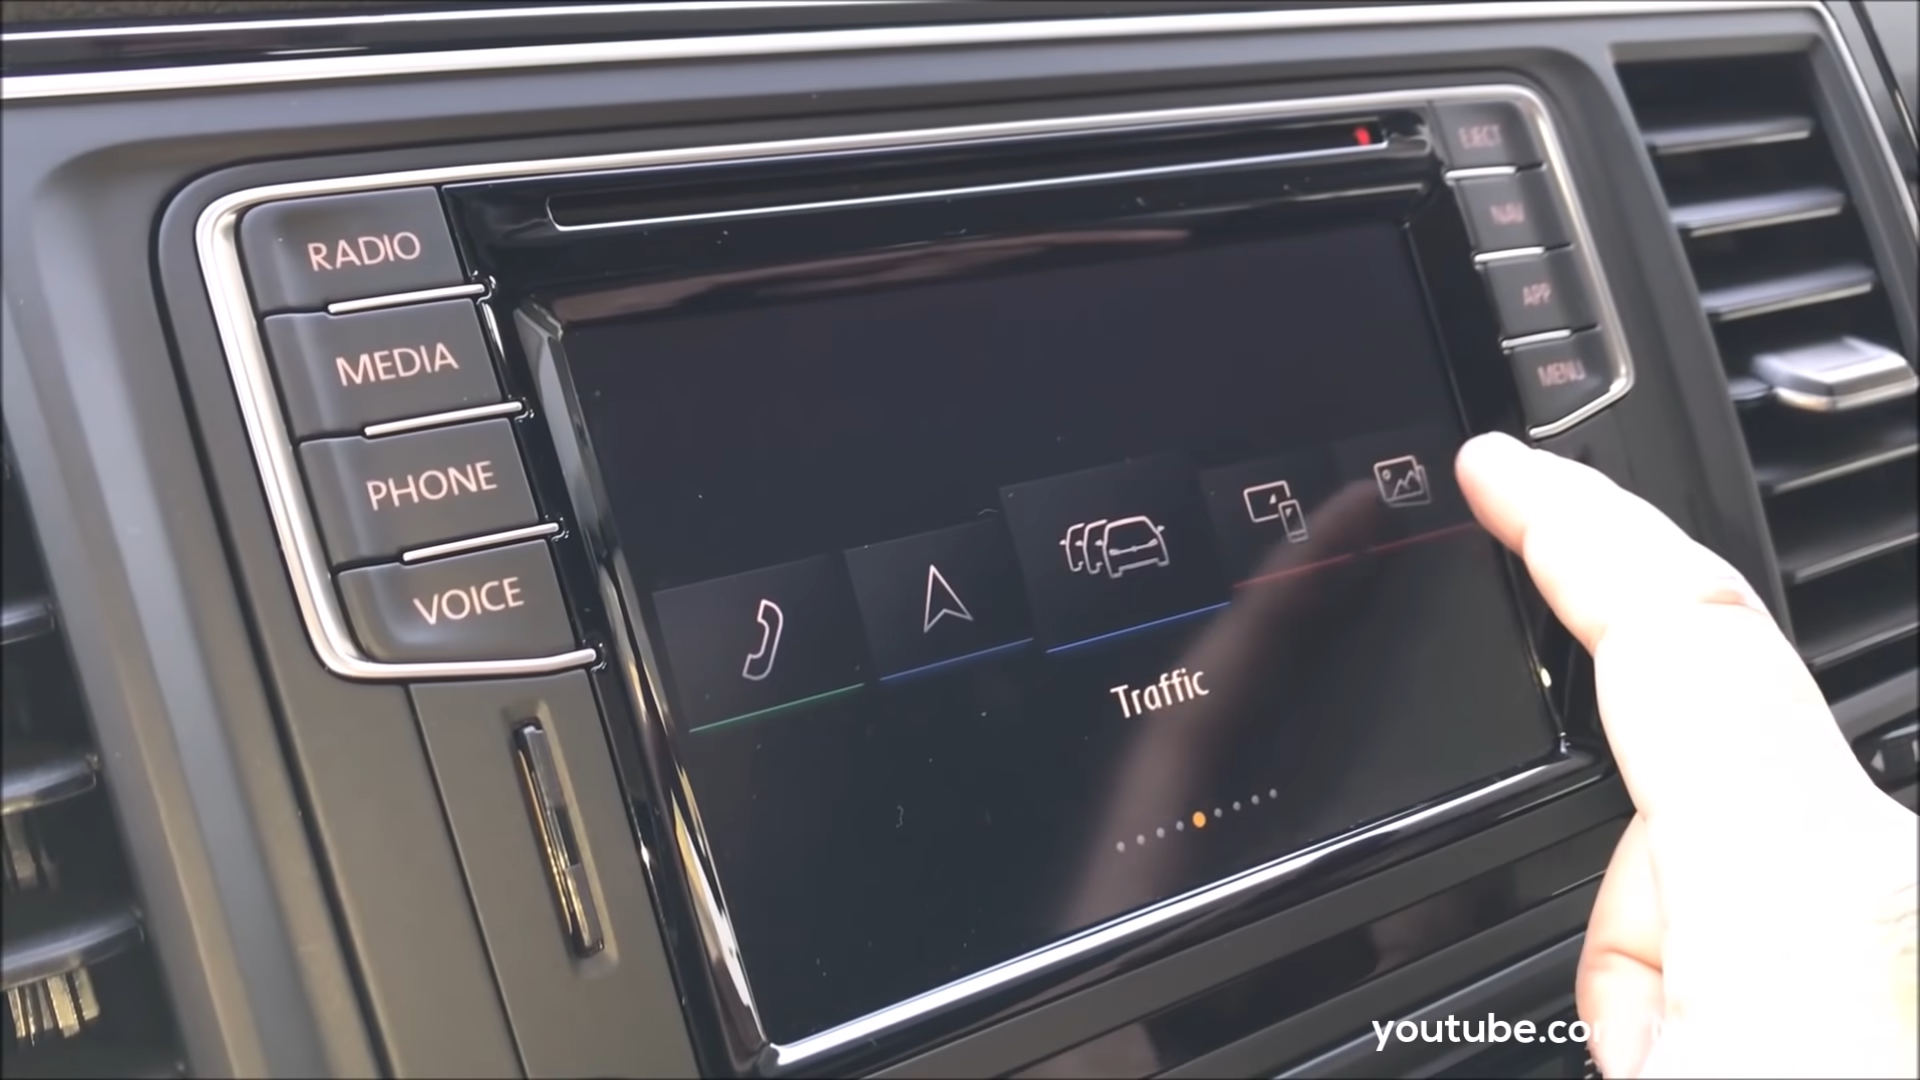 RADIO
MEDIA
PHONE
VOICE
EJECT
NAV
APP
MENU
Traffic
youtube.com